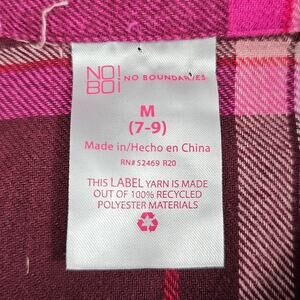 NO!
BO! NO BOUNDARIES
M
(7-9)
Made in/Hecho en China
RN# 52469 R20
THIS LABEL YARN IS MADE
OUT OF 100% RECYCLED
POLYESTER MATERIALS